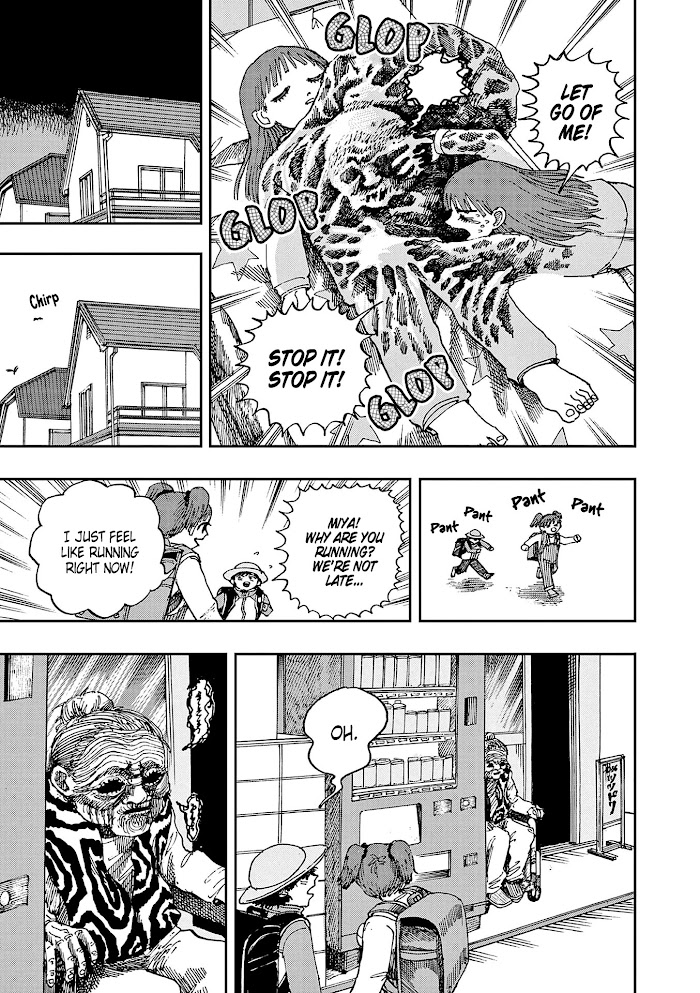 GLOP
LET
GO OF
ME!
GLOP
STOP IT!
STOP IT!
GLOP
Chirp
Pant
Pant
Pant
Pant
MIYA!
WHY ARE YOU
RUNNING?
WE'RE NOT
LATE...
I JUST FEEL
LIKE RUNNING
RIGHT NOW!
OH.